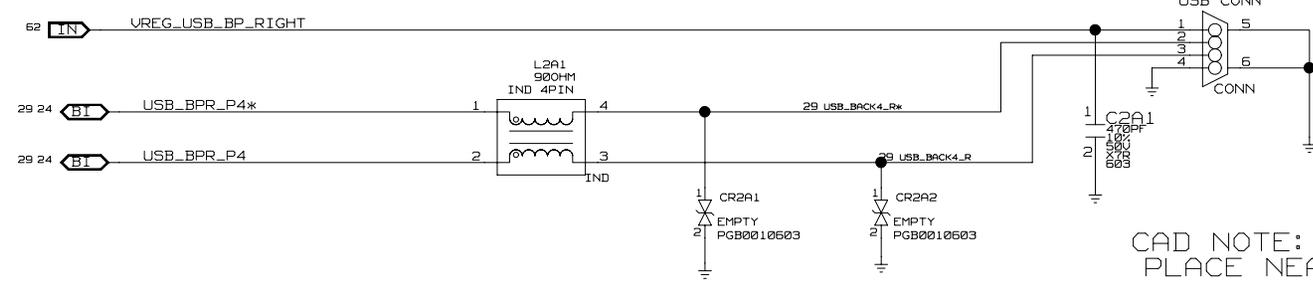 USB CONN
62 IN VREG_USB_BP_RIGHT
1 5
2
3
4 6
CONN
L2A1
90OHM
IND 4PIN
29 24 BI USB_BPR_P4* 1 4 29 USB_BACK4_R*
29 24 BI USB_BPR_P4 2 3 29 USB_BACK4_R
IND
1 C2A1
470PF
10%
50V
2 X7R
603
1 CR2A1
EMPTY
2 PGB0010603
1 CR2A2
EMPTY
2 PGB0010603
CAD NOTE:
PLACE